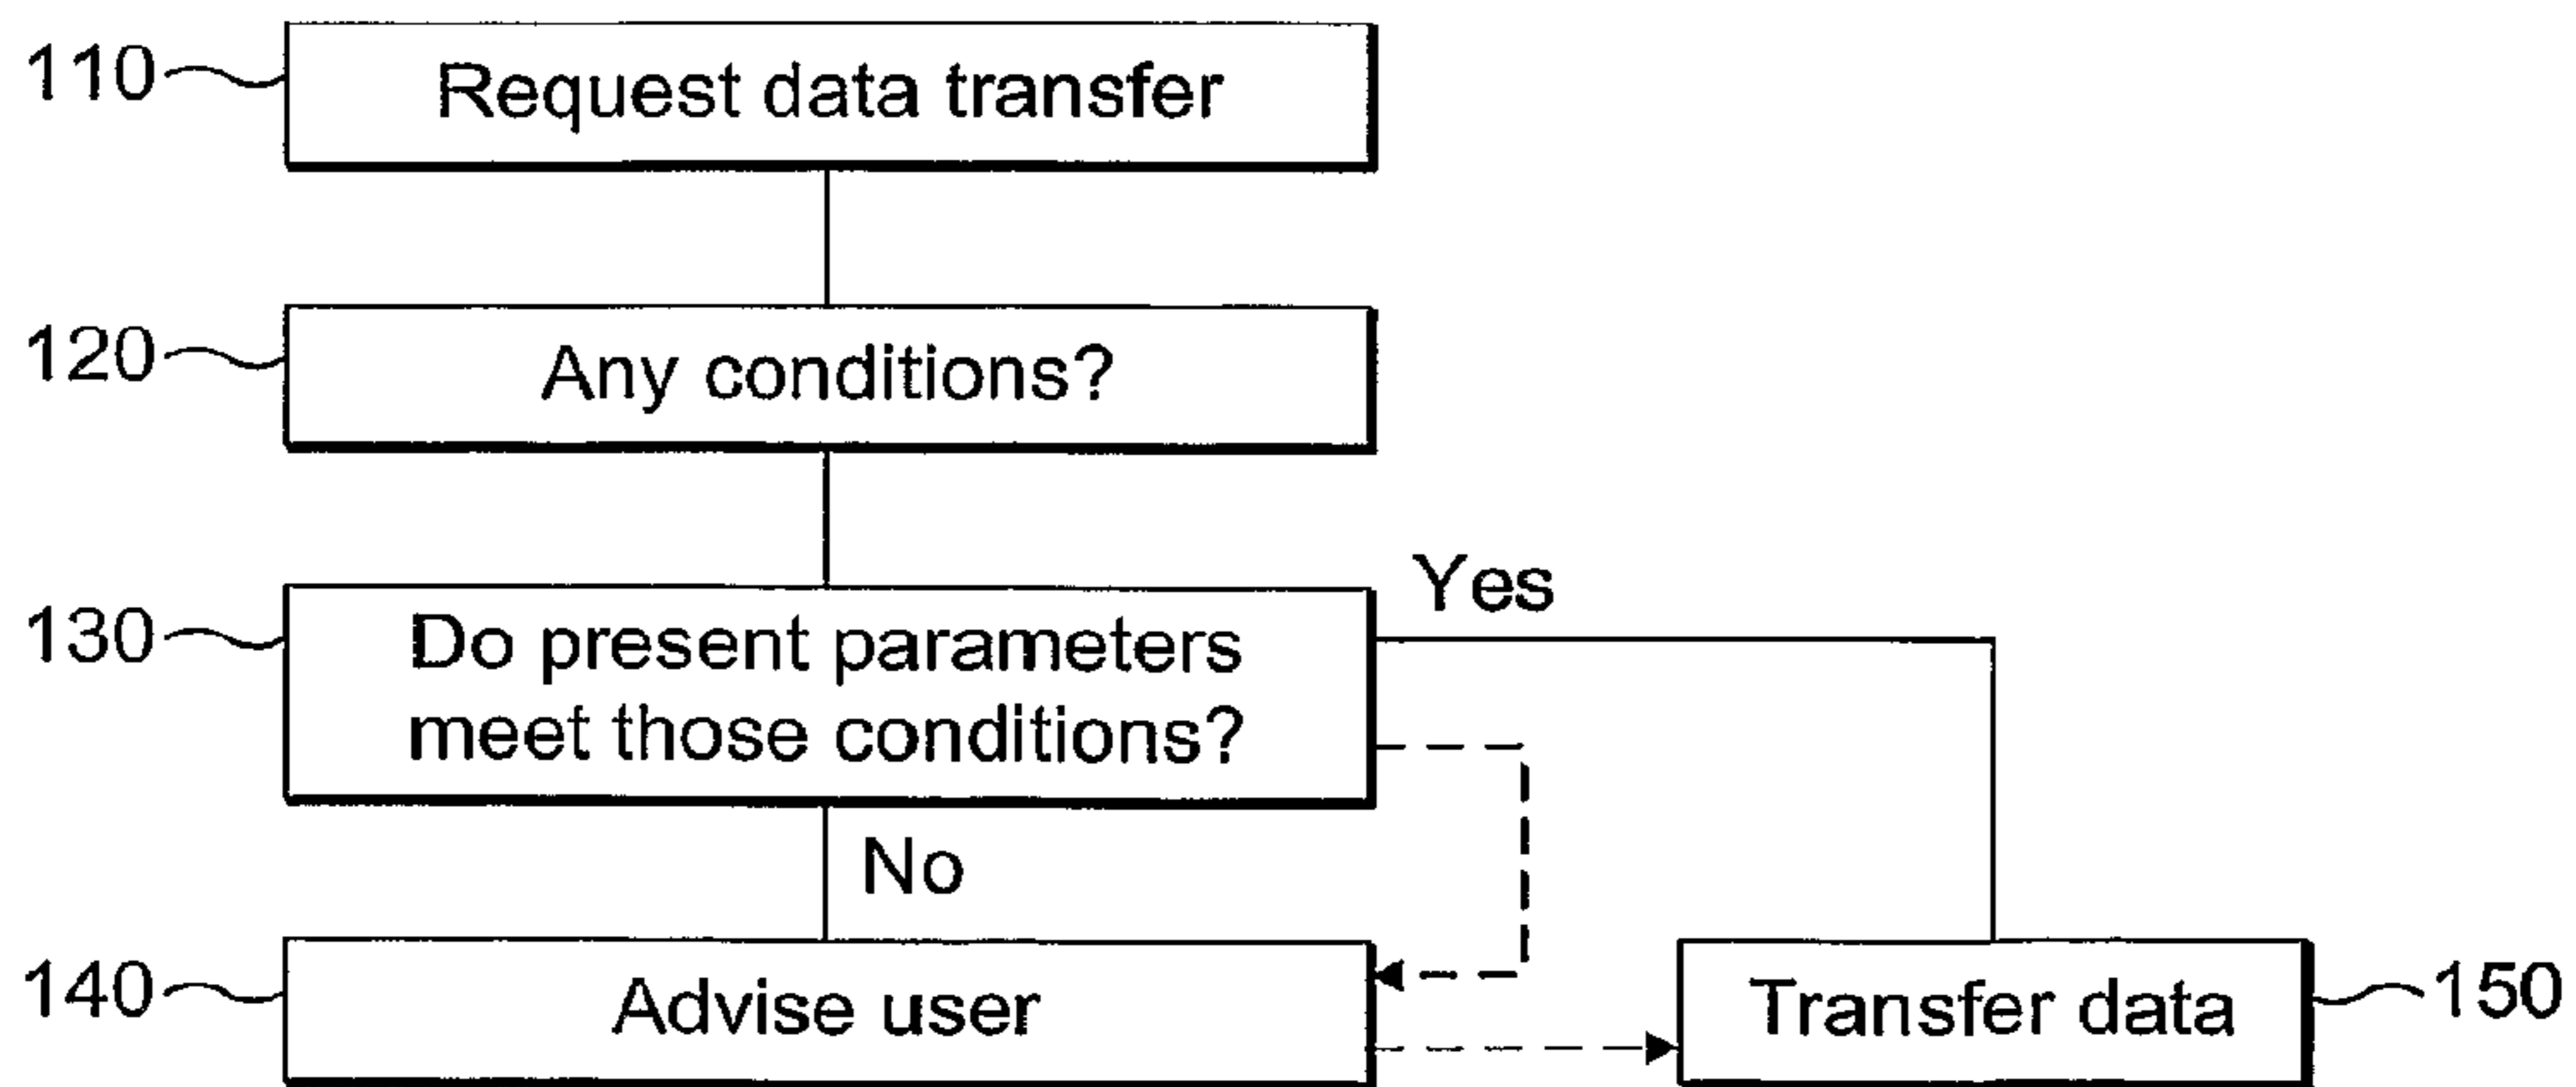 110
Request data transfer
120
Any conditions?
130
Do present parameters
meet those conditions?
Yes
No
140
Advise user
Transfer data
150